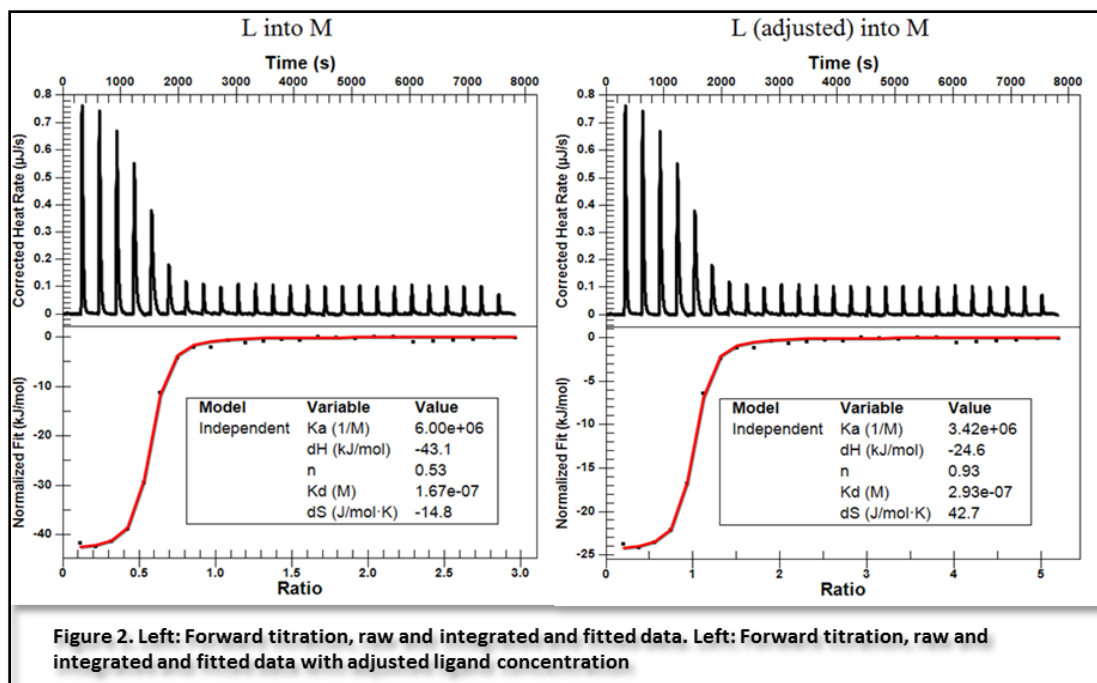 L into M
Time (s)
0 1000 2000 3000 4000 5000 6000 7000 8000
Corrected Heat Rate (µJ/s)
0.8
0.7
0.6
0.5
0.4
0.3
0.2
0.1
0
Normalized Fit (kJ/mol)
0
-10
-20
-30
-40
Model Variable Value
Independent Ka (1/M) 6.00e+06
dH (kJ/mol) -43.1
n 0.53
Kd (M) 1.67e-07
dS (J/mol·K) -14.8
0 0.5 1.0 1.5 2.0 2.5 3.0
Ratio
L (adjusted) into M
Time (s)
0 1000 2000 3000 4000 5000 6000 7000 8000
Corrected Heat Rate (µJ/s)
0.8
0.7
0.6
0.5
0.4
0.3
0.2
0.1
0
Normalized Fit (kJ/mol)
0
-5
-10
-15
-20
-25
Model Variable Value
Independent Ka (1/M) 3.42e+06
dH (kJ/mol) -24.6
n 0.93
Kd (M) 2.93e-07
dS (J/mol·K) 42.7
0 1 2 3 4 5
Ratio
Figure 2. Left: Forward titration, raw and integrated and fitted data. Left: Forward titration, raw and
integrated and fitted data with adjusted ligand concentration